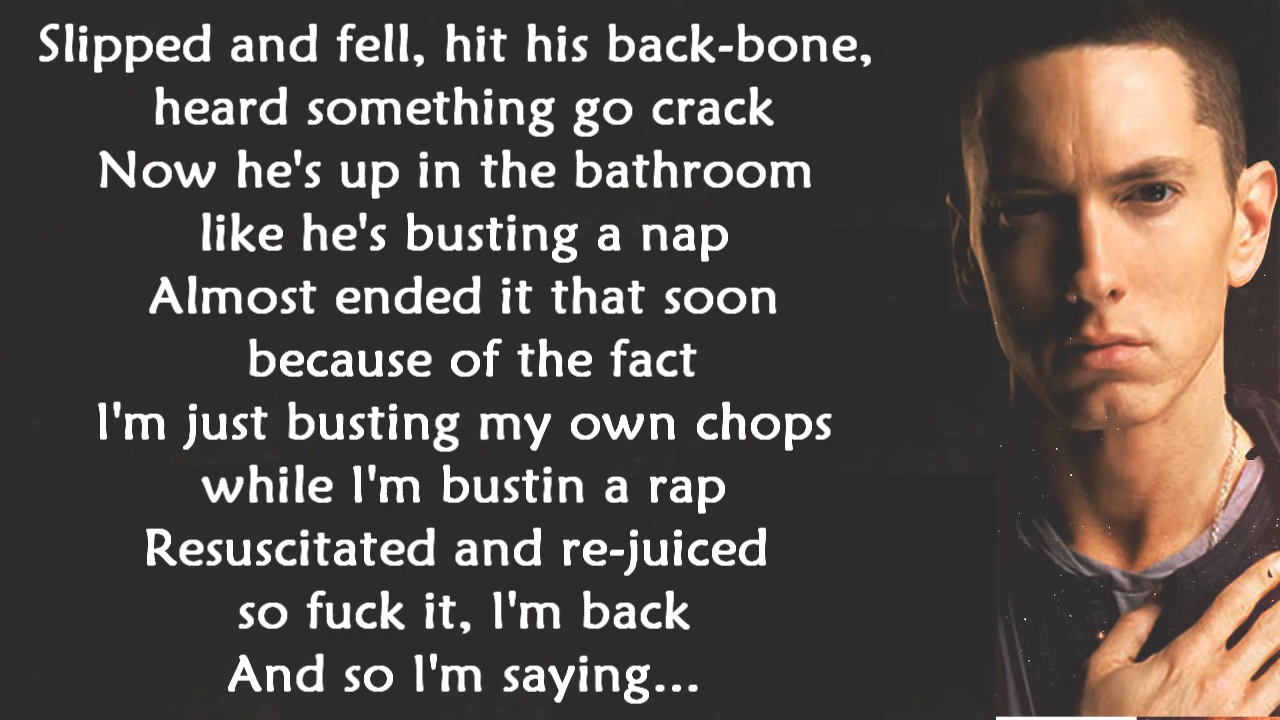 Slipped and fell, hit his back-bone,
heard something go crack
Now he's up in the bathroom
like he's busting a nap
Almost ended it that soon
because of the fact
I'm just busting my own chops
while I'm bustin a rap
Resuscitated and re-juiced
so fuck it, I'm back
And so I'm saying...